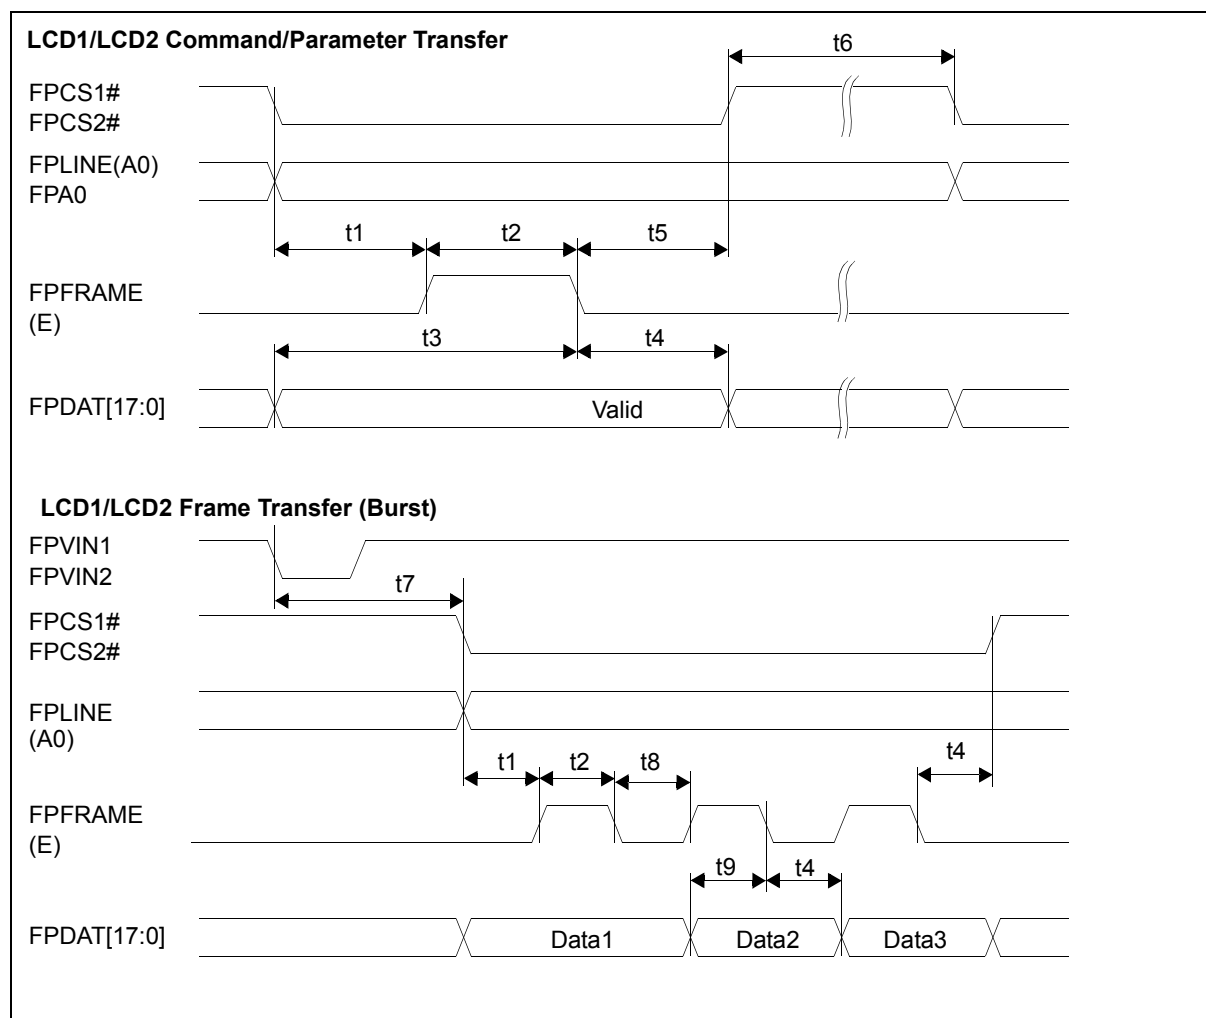 LCD1/LCD2 Command/Parameter Transfer
t6
FPCS1#
FPCS2#
FPLINE(A0)
FPA0
t1 t2 t5
FPFRAME
(E)
t3 t4
FPDAT[17:0] Valid
LCD1/LCD2 Frame Transfer (Burst)
FPVIN1
FPVIN2
t7
FPCS1#
FPCS2#
FPLINE
(A0)
t1 t2 t8 t4
FPFRAME
(E)
t9 t4
FPDAT[17:0] Data1 Data2 Data3